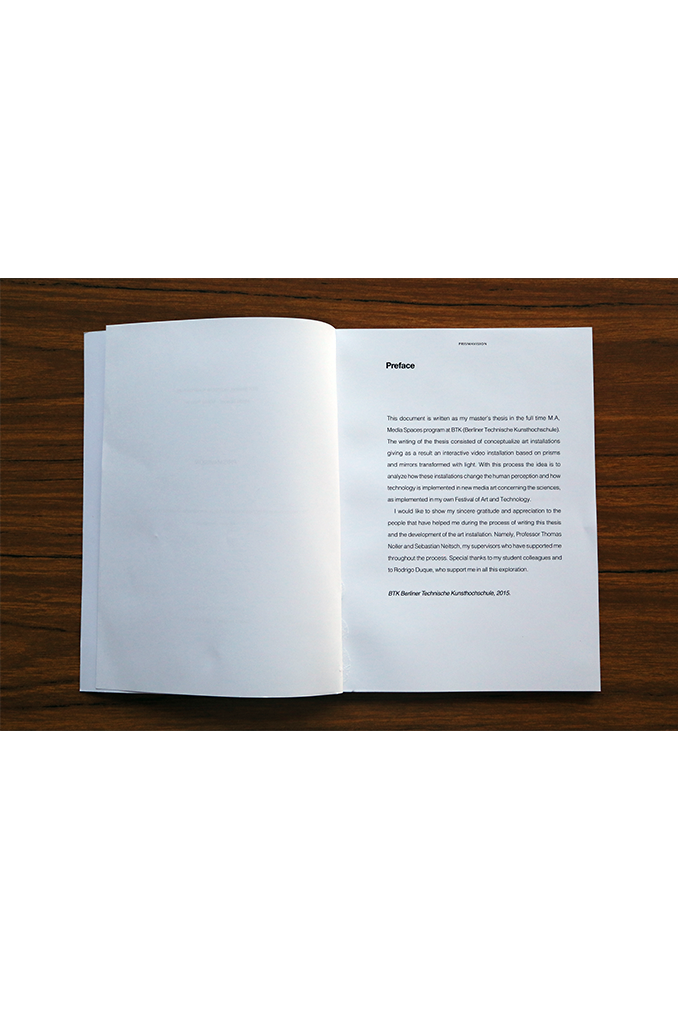 PRISMAVISION
Preface
This document is written as my master's thesis in the full time M.A,
Media Spaces program at BTK (Berliner Technische Kunsthochschule).
The writing of the thesis consisted of conceptualize art installations
giving as a result an interactive video installation based on prisms
and mirrors transformed with light. With this process the idea is to
analyze how these installations change the human perception and how
technology is implemented in new media art concerning the sciences,
as implemented in my own Festival of Art and Technology.
I would like to show my sincere gratitude and appreciation to the
people that have helped me during the process of writing this thesis
and the development of the art installation. Namely, Professor Thomas
Noller and Sebastian Neitsch, my supervisors who have supported me
throughout the process. Special thanks to my student colleagues and
to Rodrigo Duque, who support me in all this exploration.
BTK Berliner Technische Kunsthochschule, 2015.